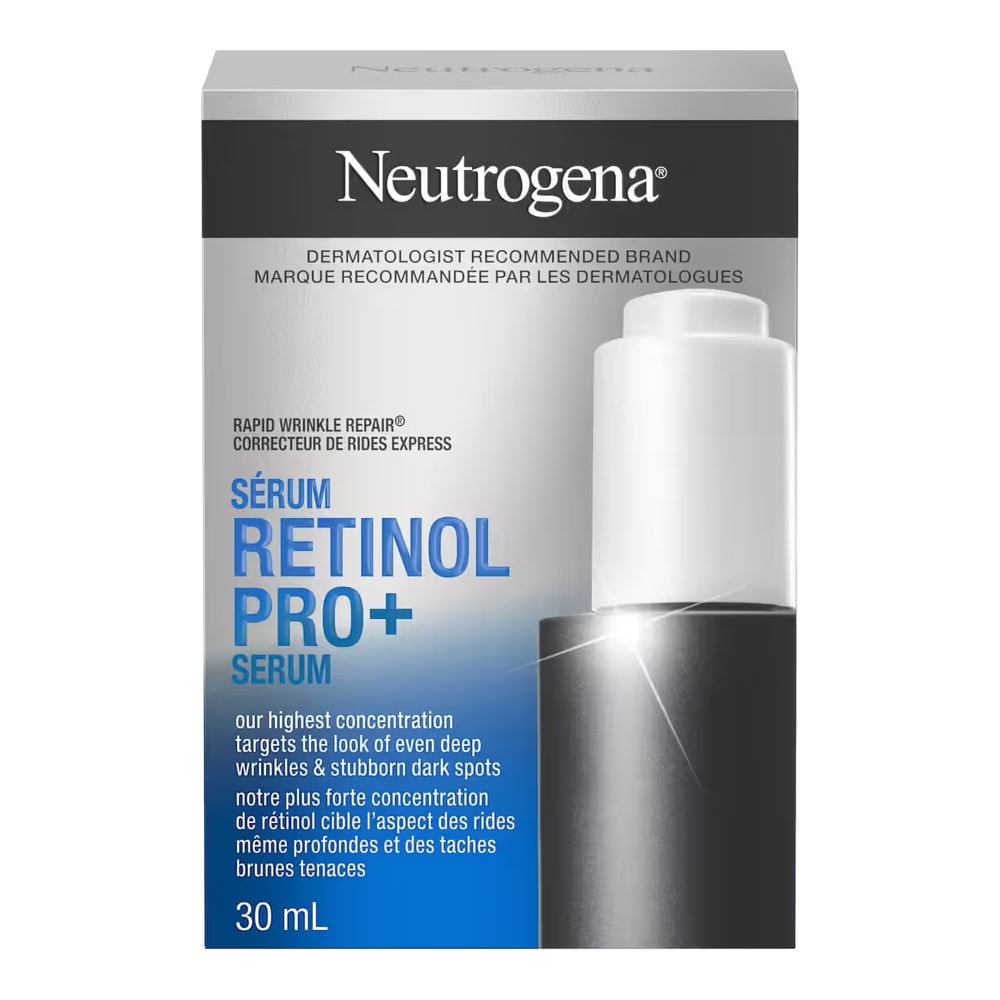 Neutrogena
Neutrogena®
DERMATOLOGIST RECOMMENDED BRAND
MARQUE RECOMMANDÉE PAR LES DERMATOLOGUES
RAPID WRINKLE REPAIR®
CORRECTEUR DE RIDES EXPRESS
SÉRUM
RETINOL
PRO+
SERUM
our highest concentration
targets the look of even deep
wrinkles & stubborn dark spots
notre plus forte concentration
de rétinol cible l'aspect des rides
même profondes et des taches
brunes tenaces
30 mL